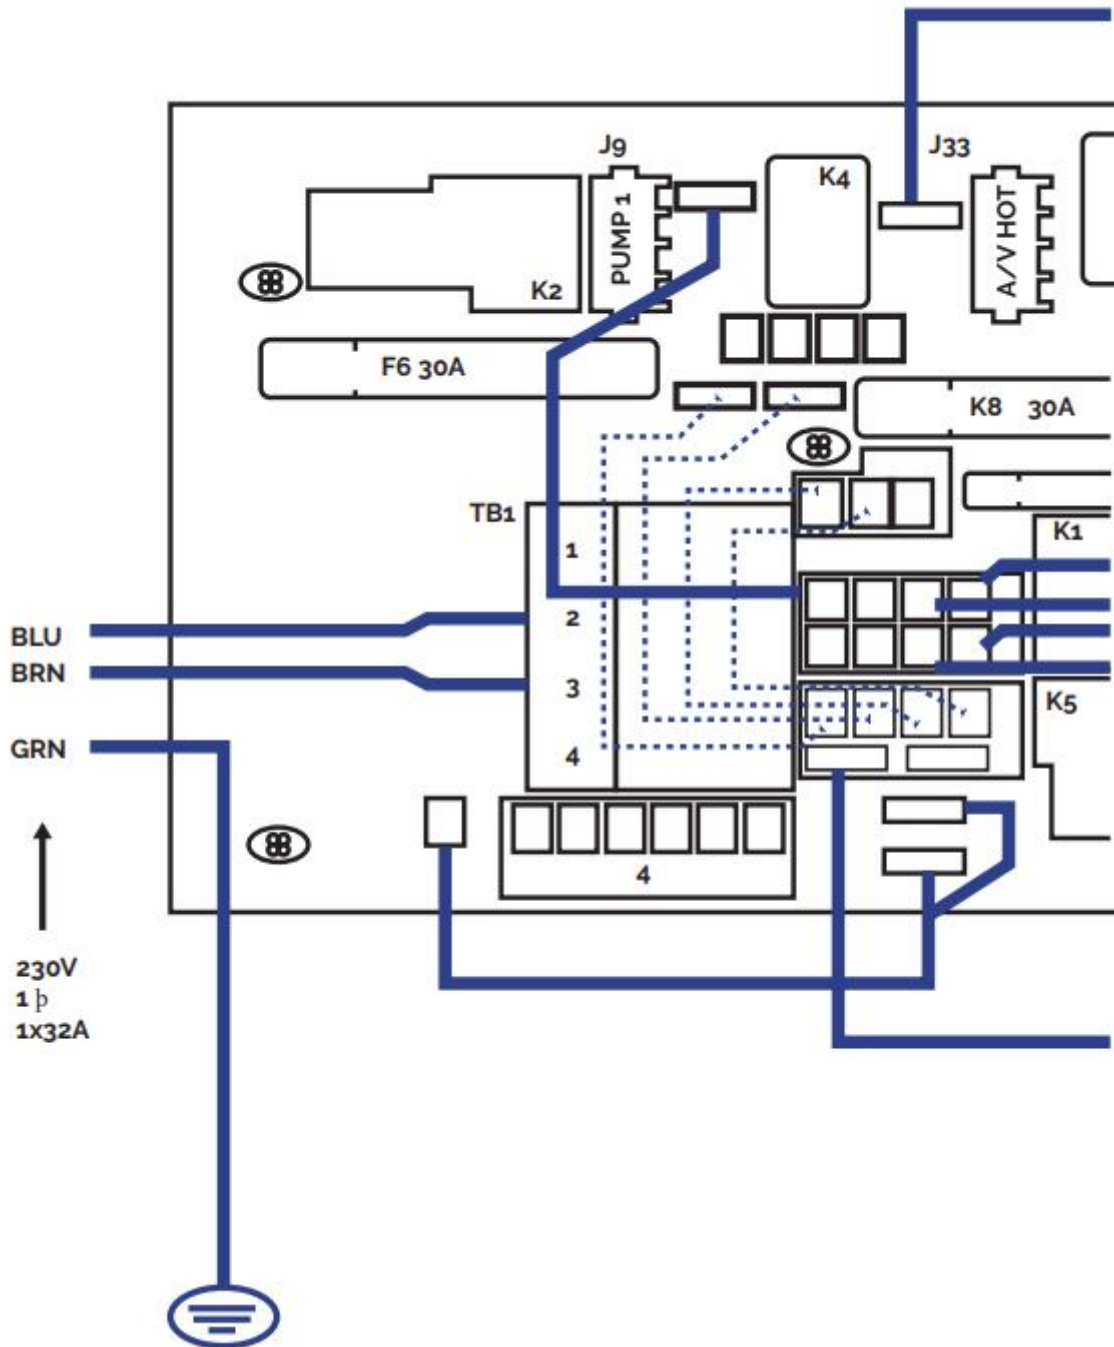 J9
J33
K4
PUMP 1
A/V HOT
K2
F6 30A
K8 30A
TB1
1
K1
2
BLU
BRN
3
K5
GRN
4
4
230V
1 þ
1x32A